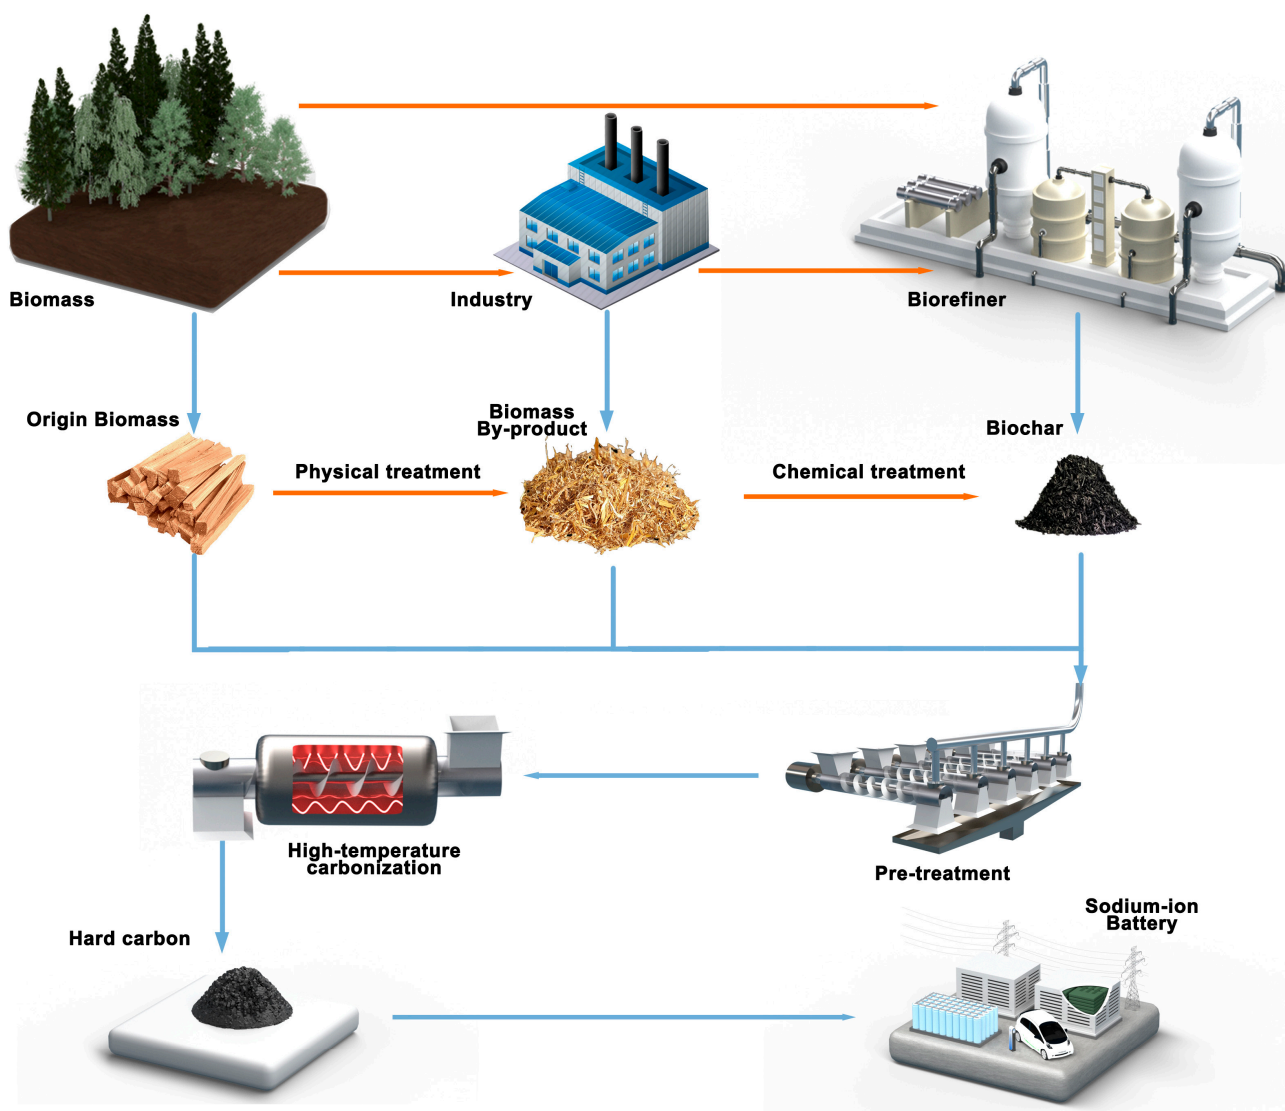 Biomass
Industry
Biorefiner
Origin Biomass
Biomass
By-product
Biochar
Physical treatment
Chemical treatment
High-temperature
carbonization
Pre-treatment
Hard carbon
Sodium-ion
Battery